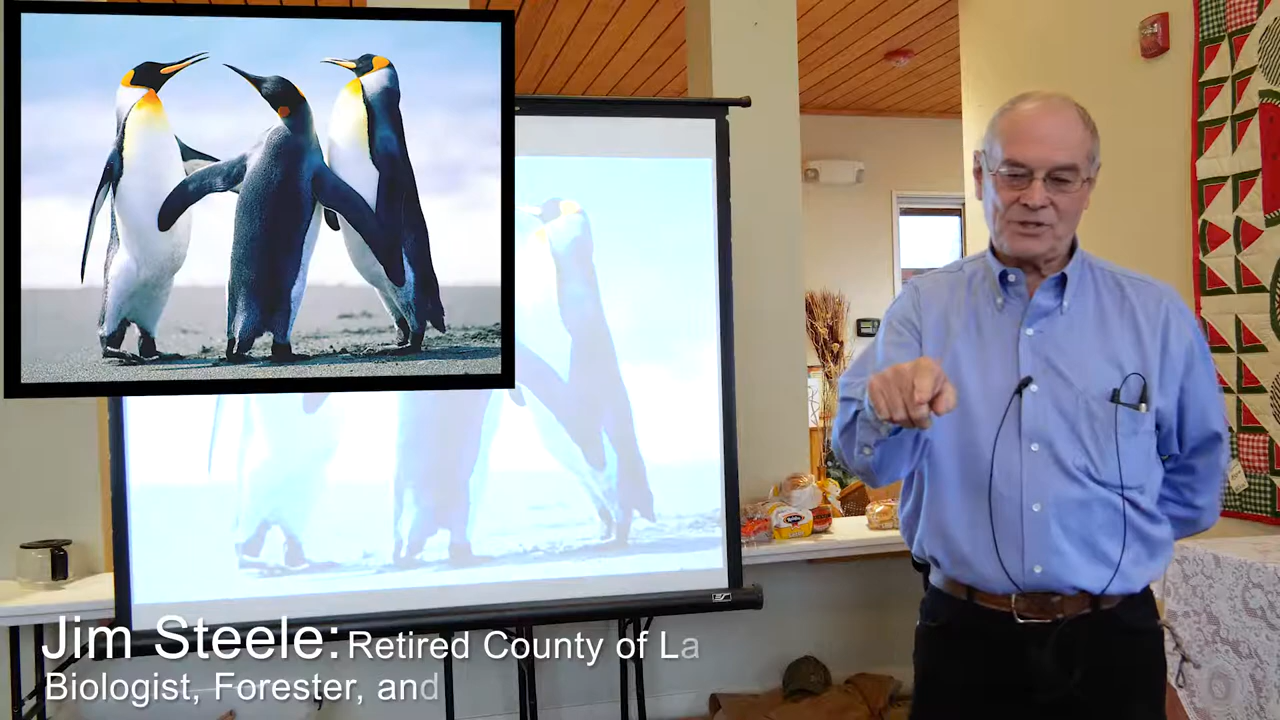 Jim Steele: Retired County of La
Biologist, Forester, and